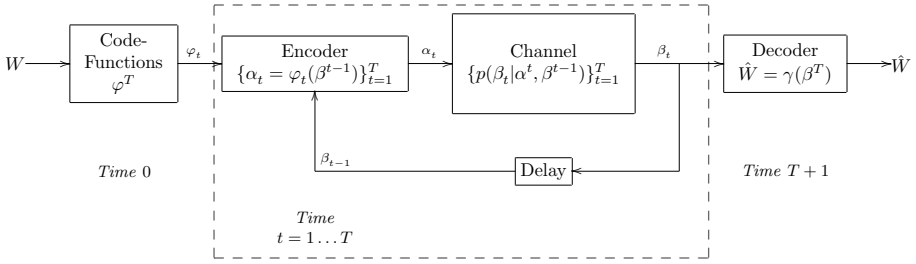 W
Code-
Functions
φ^T
φ_t
Encoder
{α_t = φ_t(β^{t−1})}_{t=1}^T
α_t
Channel
{p(β_t|α^t, β^{t−1})}_{t=1}^T
β_t
Decoder
Ŵ = γ(β^T)
Ŵ
β_{t−1}
Delay
Time 0
Time T + 1
Time
t = 1 … T